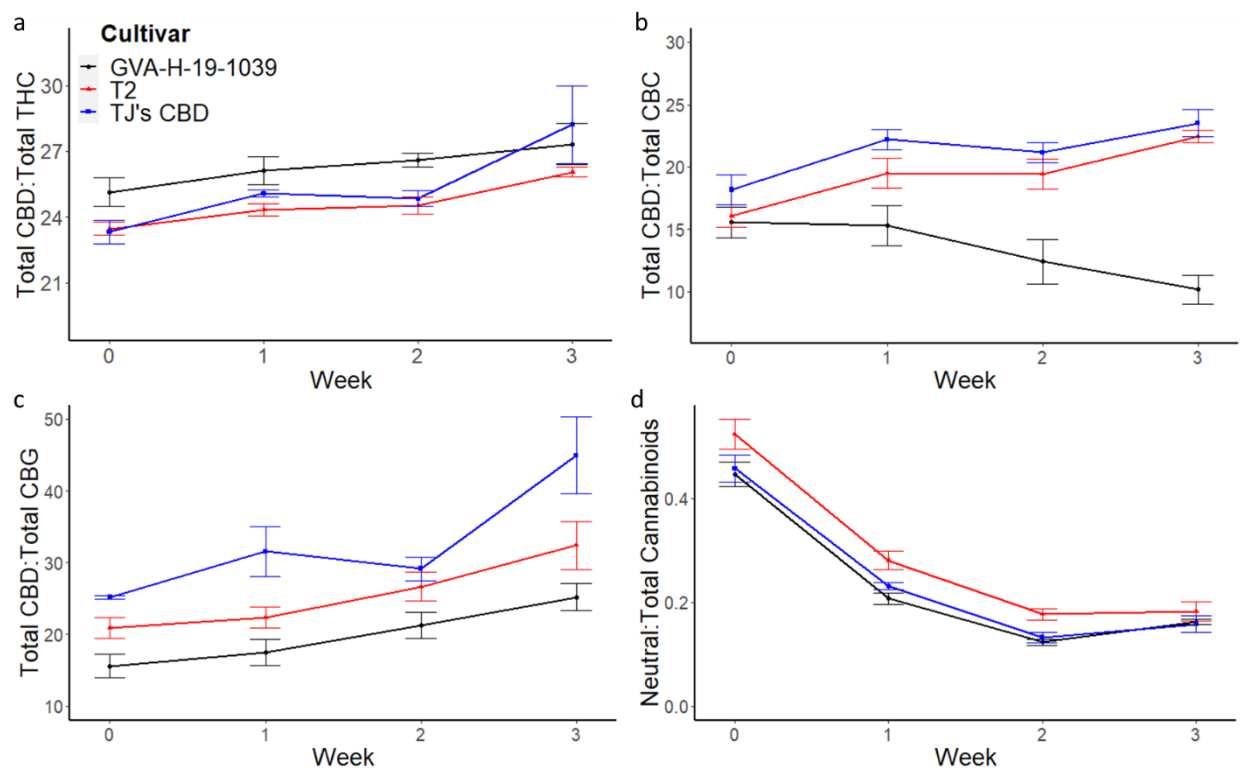 a
Cultivar
GVA-H-19-1039
T2
TJ's CBD
Total CBD:Total THC
30
27
24
21
0 1 2 3
Week
b
Total CBD:Total CBC
30
25
20
15
10
0 1 2 3
Week
c
Total CBD:Total CBG
50
40
30
20
10
0 1 2 3
Week
d
Neutral:Total Cannabinoids
0.4
0.2
0.0
0 1 2 3
Week